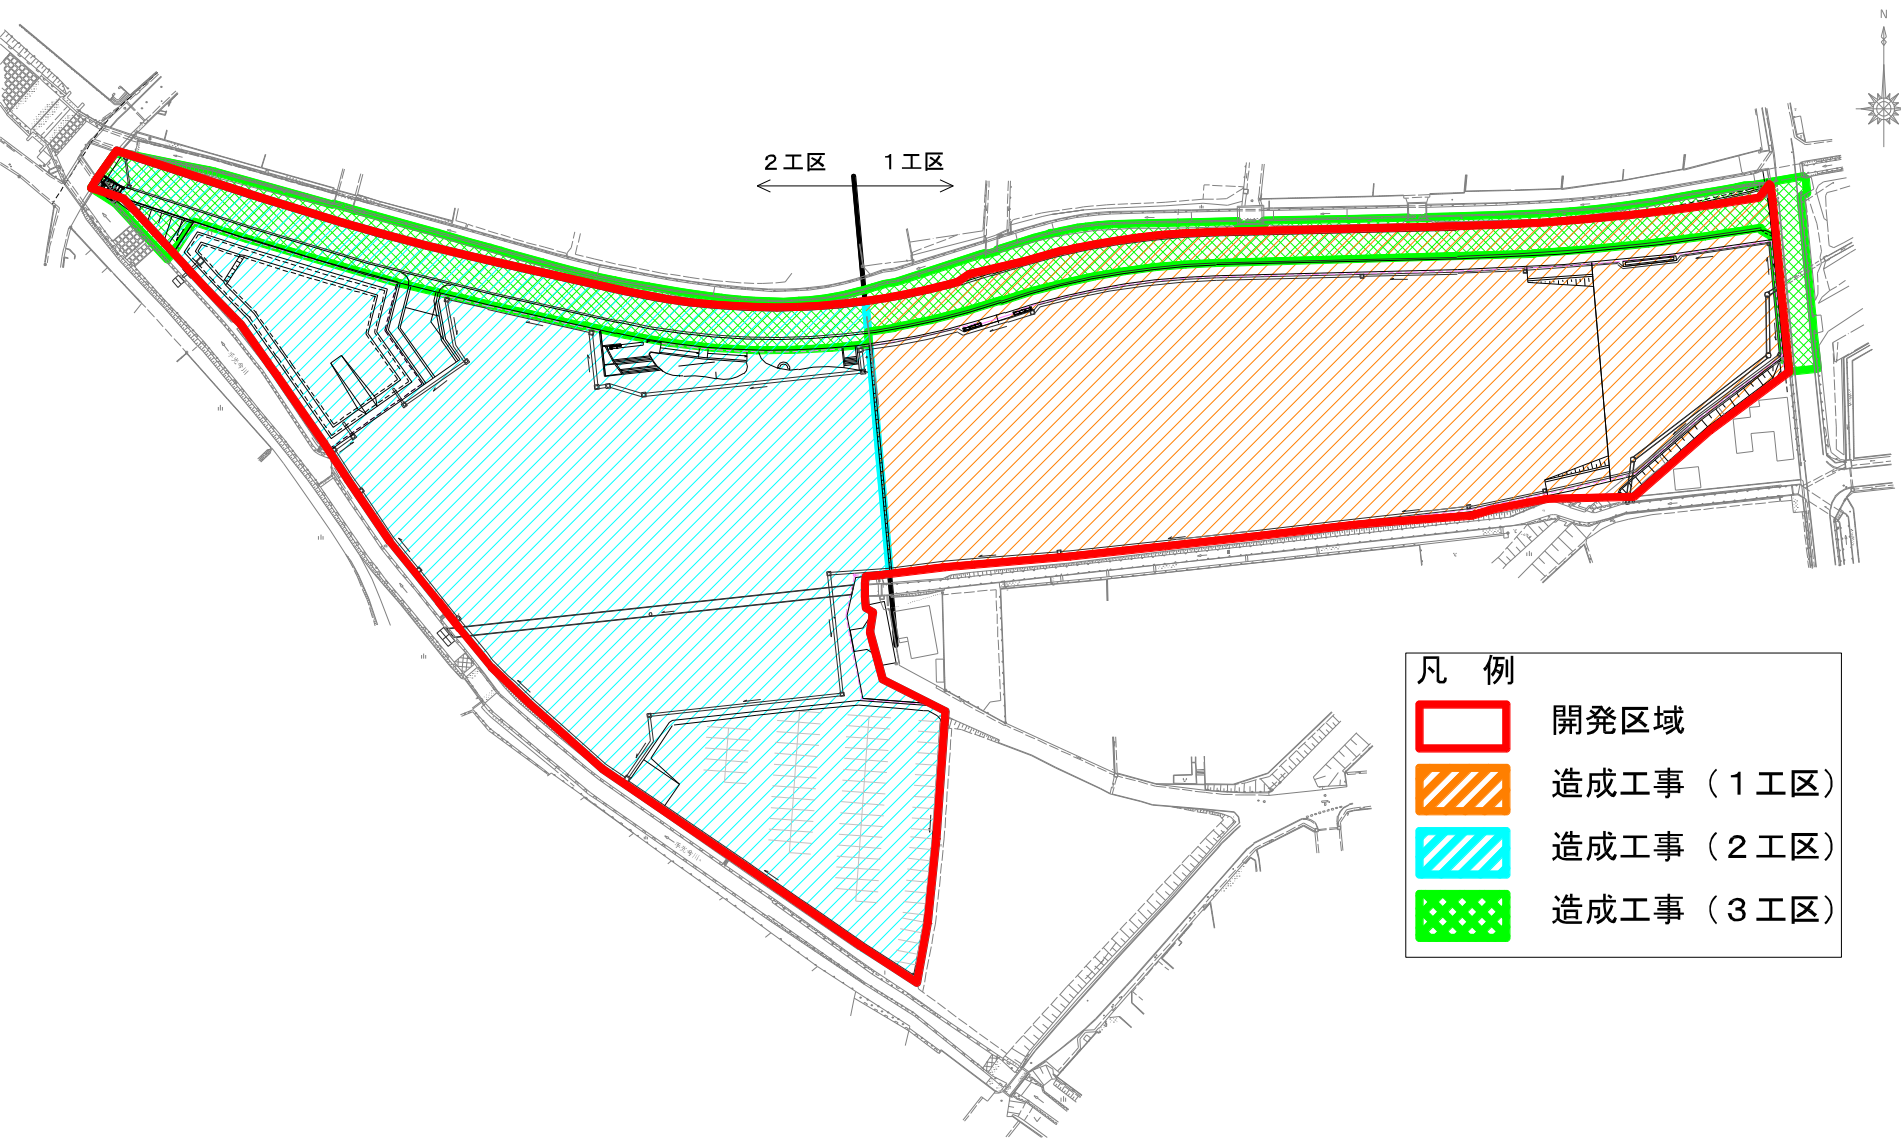 N
２工区 １工区
凡 例
開発区域
造成工事（１工区）
造成工事（２工区）
造成工事（３工区）